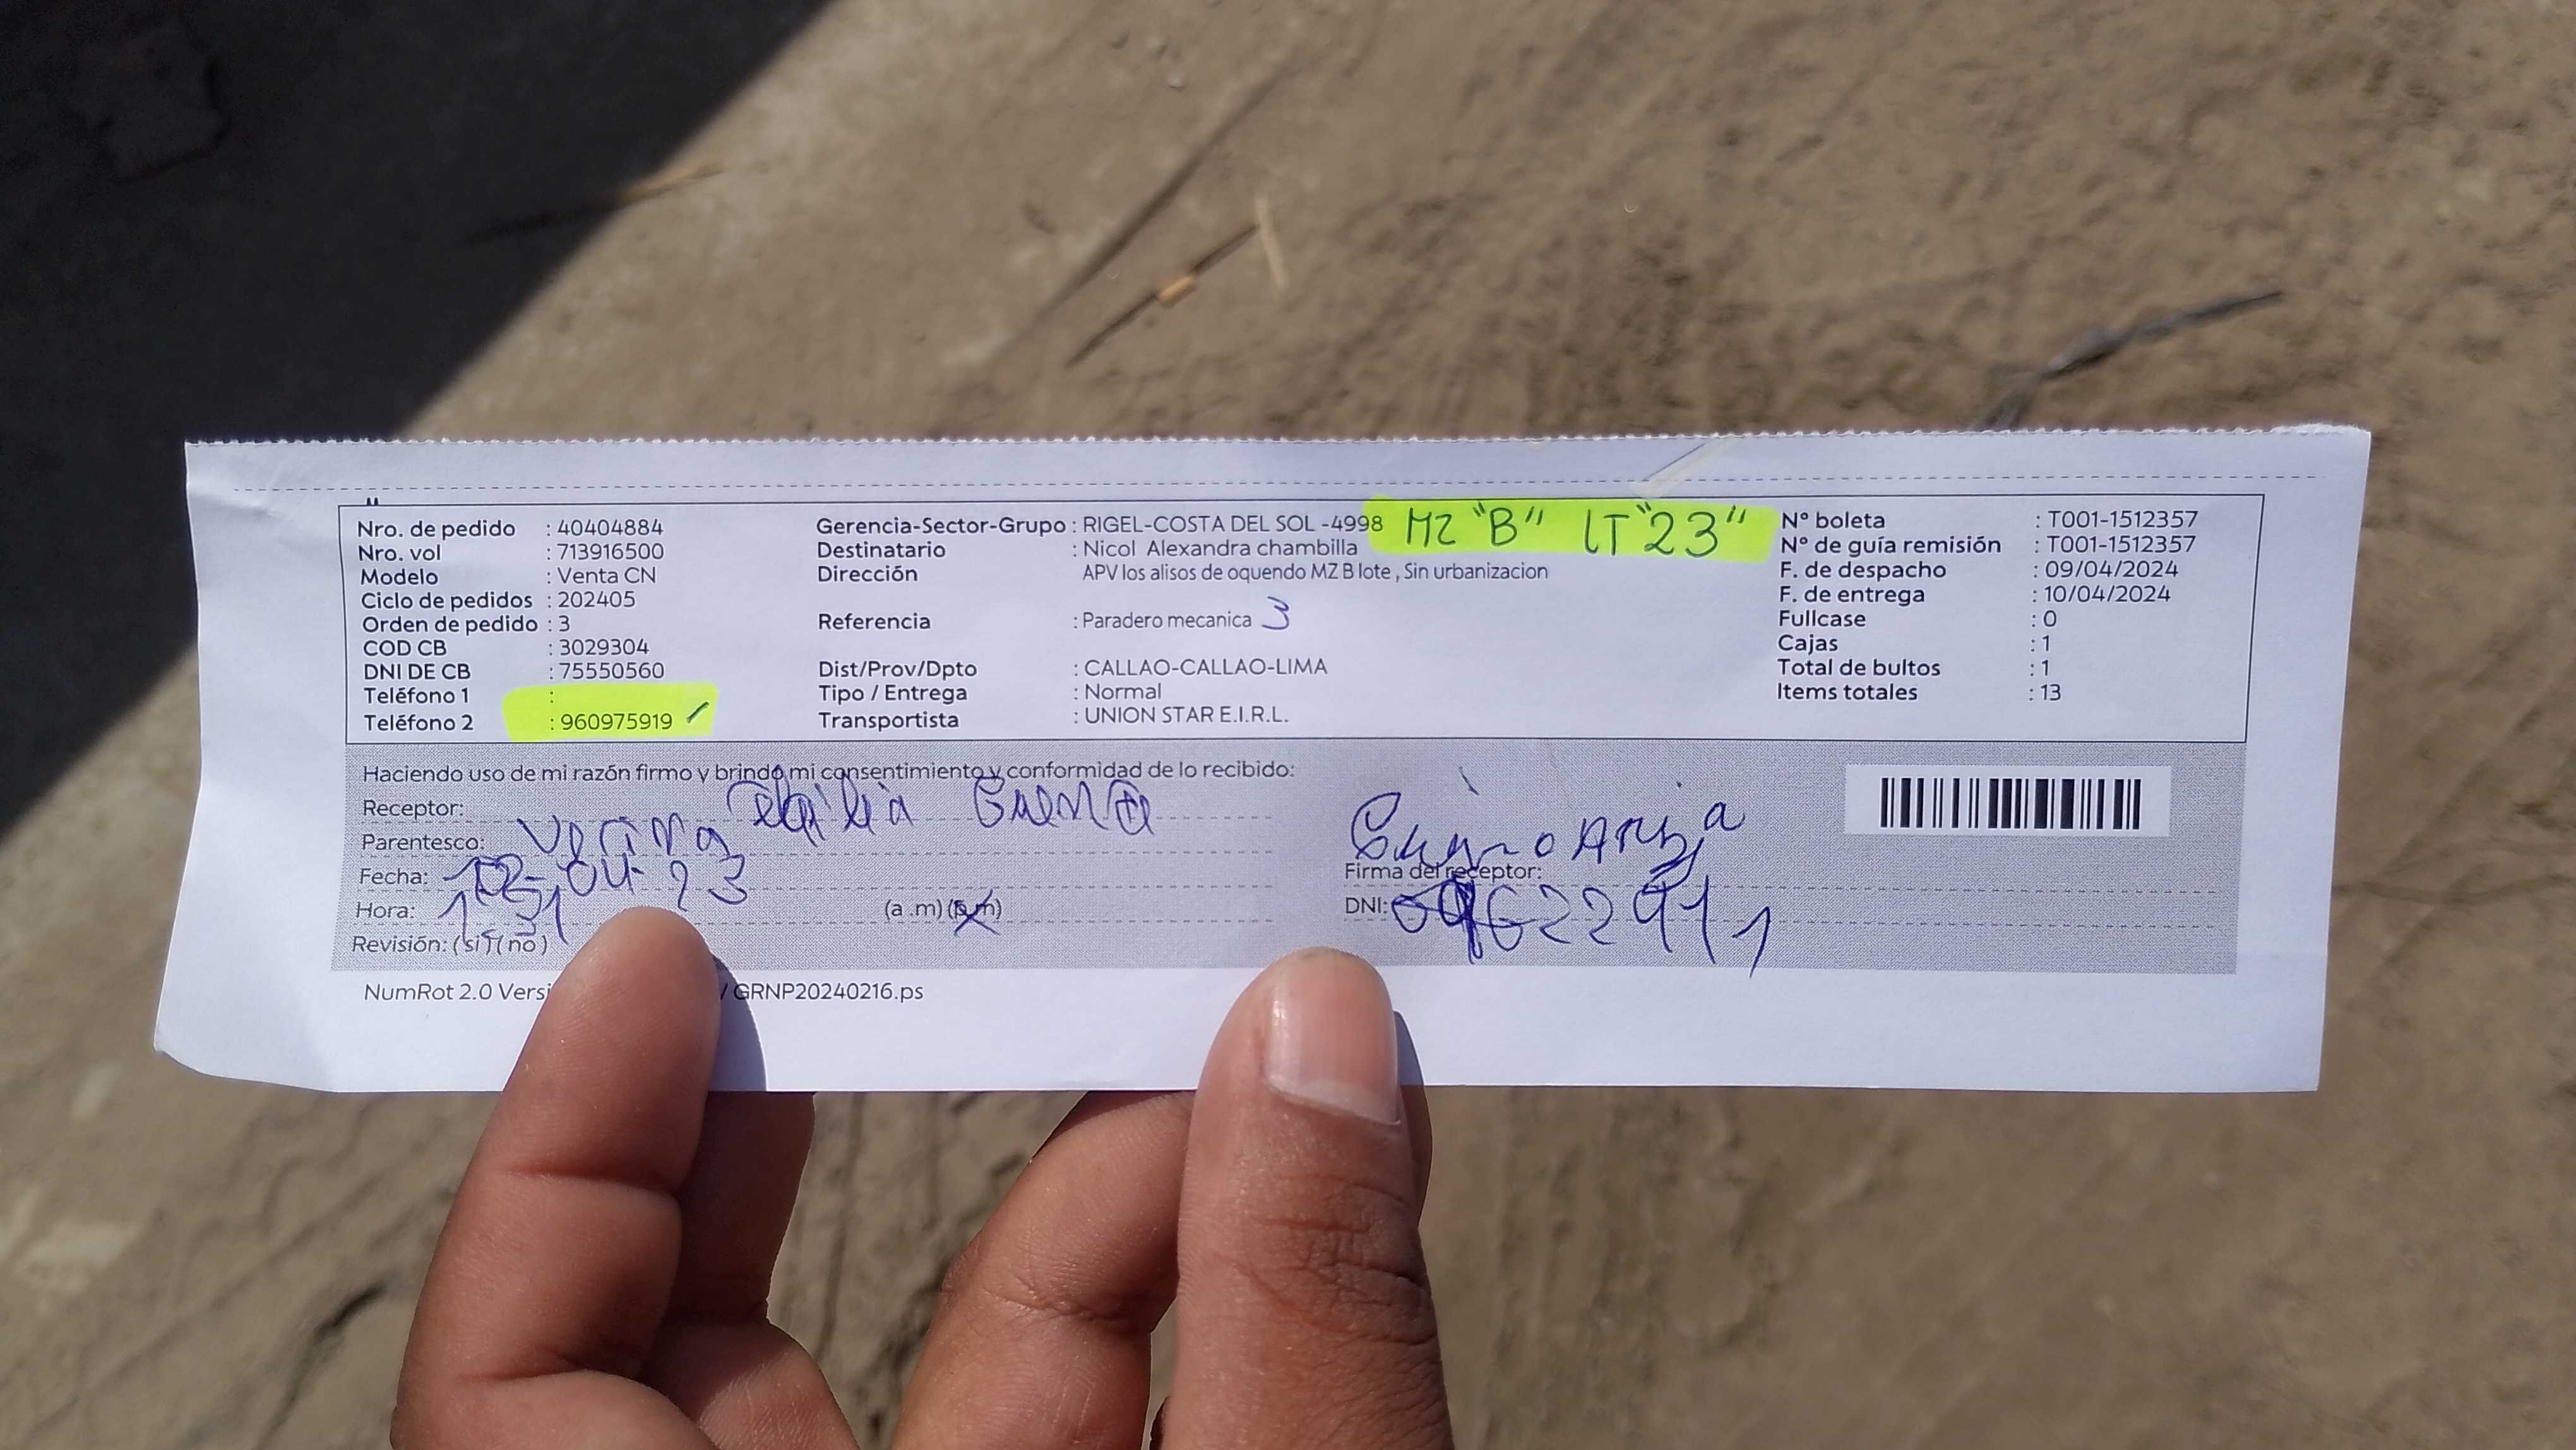 Nro. de pedido : 40404884
Nro. vol : 713916500
Modelo : Venta CN
Ciclo de pedidos : 202405
Orden de pedido : 3
COD CB : 3029304
DNI DE CB : 75550560
Teléfono 1 :
Teléfono 2 : 960975919
Gerencia-Sector-Grupo : RIGEL-COSTA DEL SOL -4998
MZ "B" LT "23"
Destinatario : Nicol Alexandra chambilla
Dirección APV los alisos de oquendo MZ B lote , Sin urbanizacion
Referencia : Paradero mecanica 3
Dist/Prov/Dpto : CALLAO-CALLAO-LIMA
Tipo / Entrega : Normal
Transportista : UNION STAR E.I.R.L.
Nº boleta : T001-1512357
Nº de guía remisión : T001-1512357
F. de despacho : 09/04/2024
F. de entrega : 10/04/2024
Fullcase : 0
Cajas : 1
Total de bultos : 1
Items totales : 13
Haciendo uso de mi razón firmo y brindo mi consentimiento y conformidad de lo recibido:
Receptor:
Parentesco: Vecina
Fecha:
Hora: (a .m) (p.m)
Revisión: (si) (no)
Firma del receptor:
DNI:
NumRot 2.0 Versi
GRNP20240216.ps